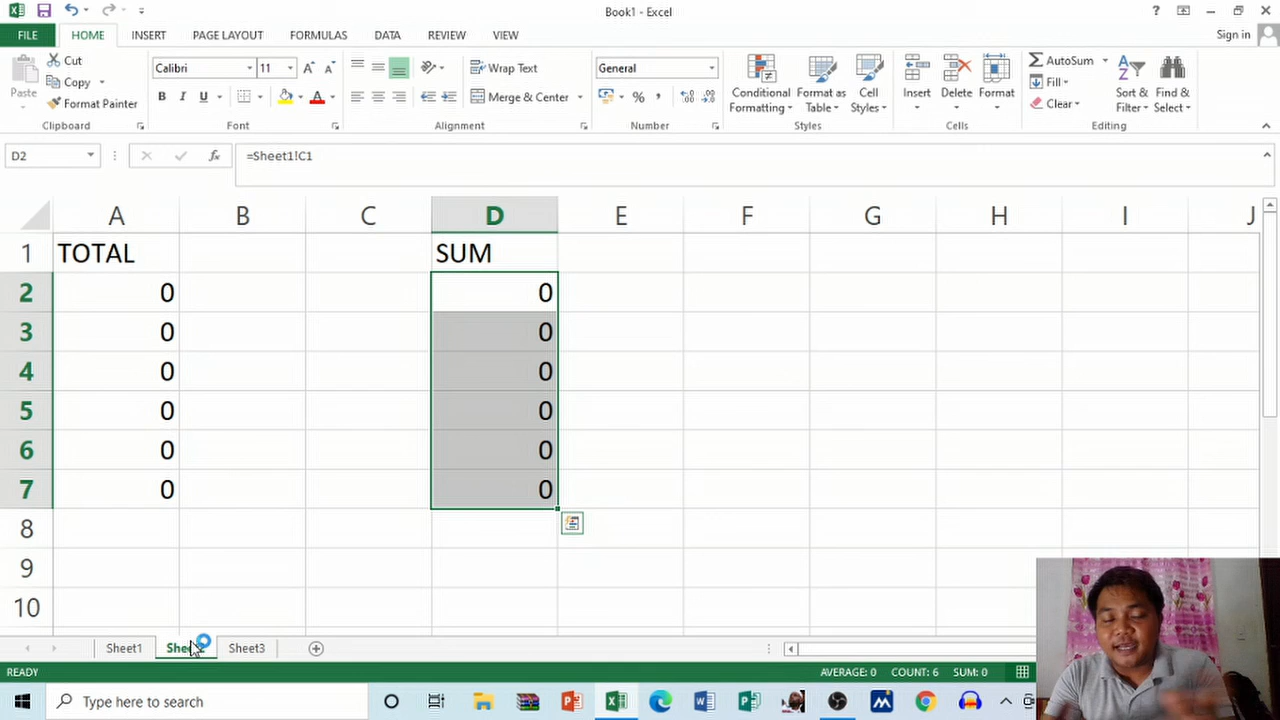 Book1 - Excel
?
FILE HOME INSERT PAGE LAYOUT FORMULAS DATA REVIEW VIEW Sign in
Paste Cut Copy Format Painter
Clipboard
Calibri 11
B I U
Font
Wrap Text
Merge & Center
Alignment
General
%
Number
Conditional Formatting Format as Table Cell Styles
Styles
Insert Delete Format
Cells
AutoSum Fill Clear Sort & Filter Find & Select
Editing
D2 fx =Sheet1!C1
A B C D E F G H I J
1 TOTAL SUM
2 0 0
3 0 0
4 0 0
5 0 0
6 0 0
7 0 0
8
9
10
Sheet1 Sheet3
READY AVERAGE: 0 COUNT: 6 SUM: 0
Type here to search